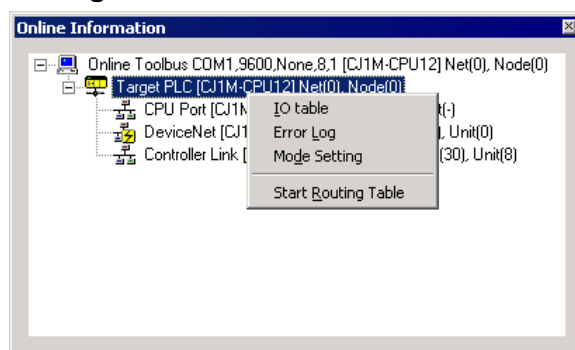 Online Information
Online Toolbus COM1,9600,None,8,1 [CJ1M-CPU12] Net(0), Node(0)
Target PLC [CJ1M-CPU12] Net(0), Node(0)
CPU Port [CJ1M IO table t(-)
DeviceNet [CJ1 Error Log , Unit(0)
Controller Link [ Mode Setting (30), Unit(8)
Start Routing Table